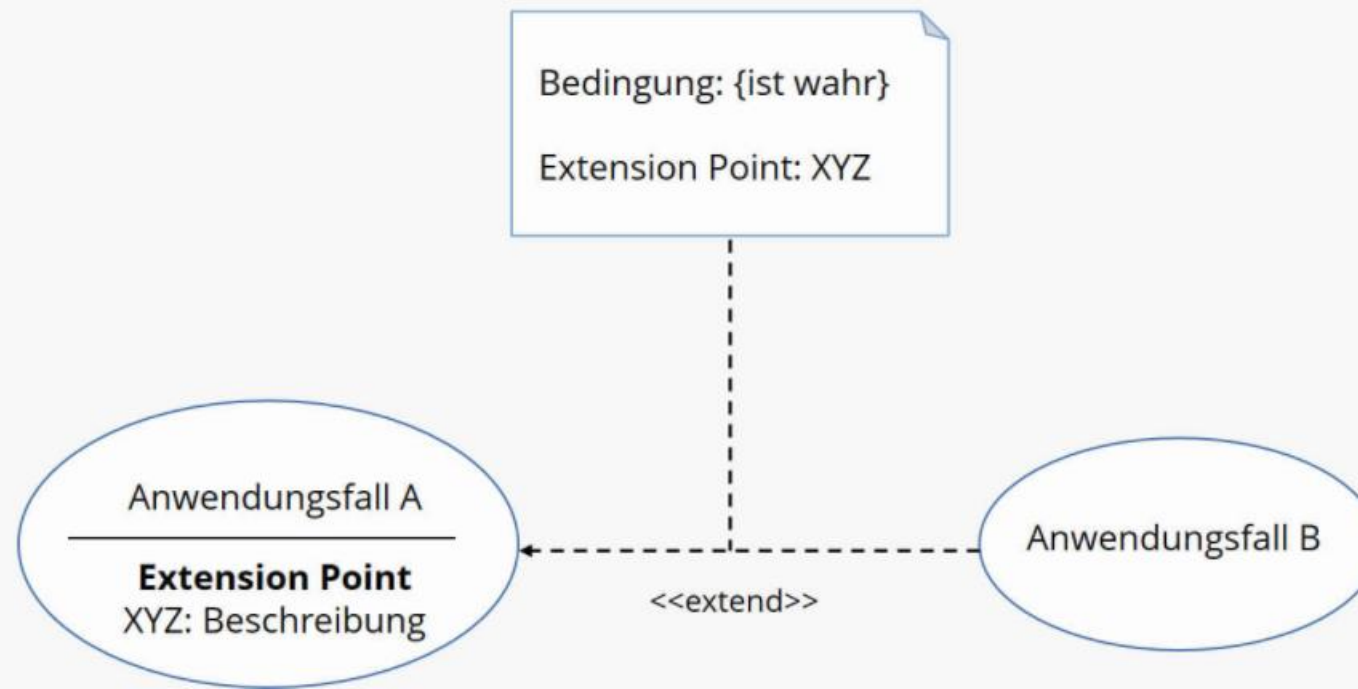 Bedingung: {ist wahr}
Extension Point: XYZ
Anwendungsfall A
Extension Point
XYZ: Beschreibung
<<extend>>
Anwendungsfall B